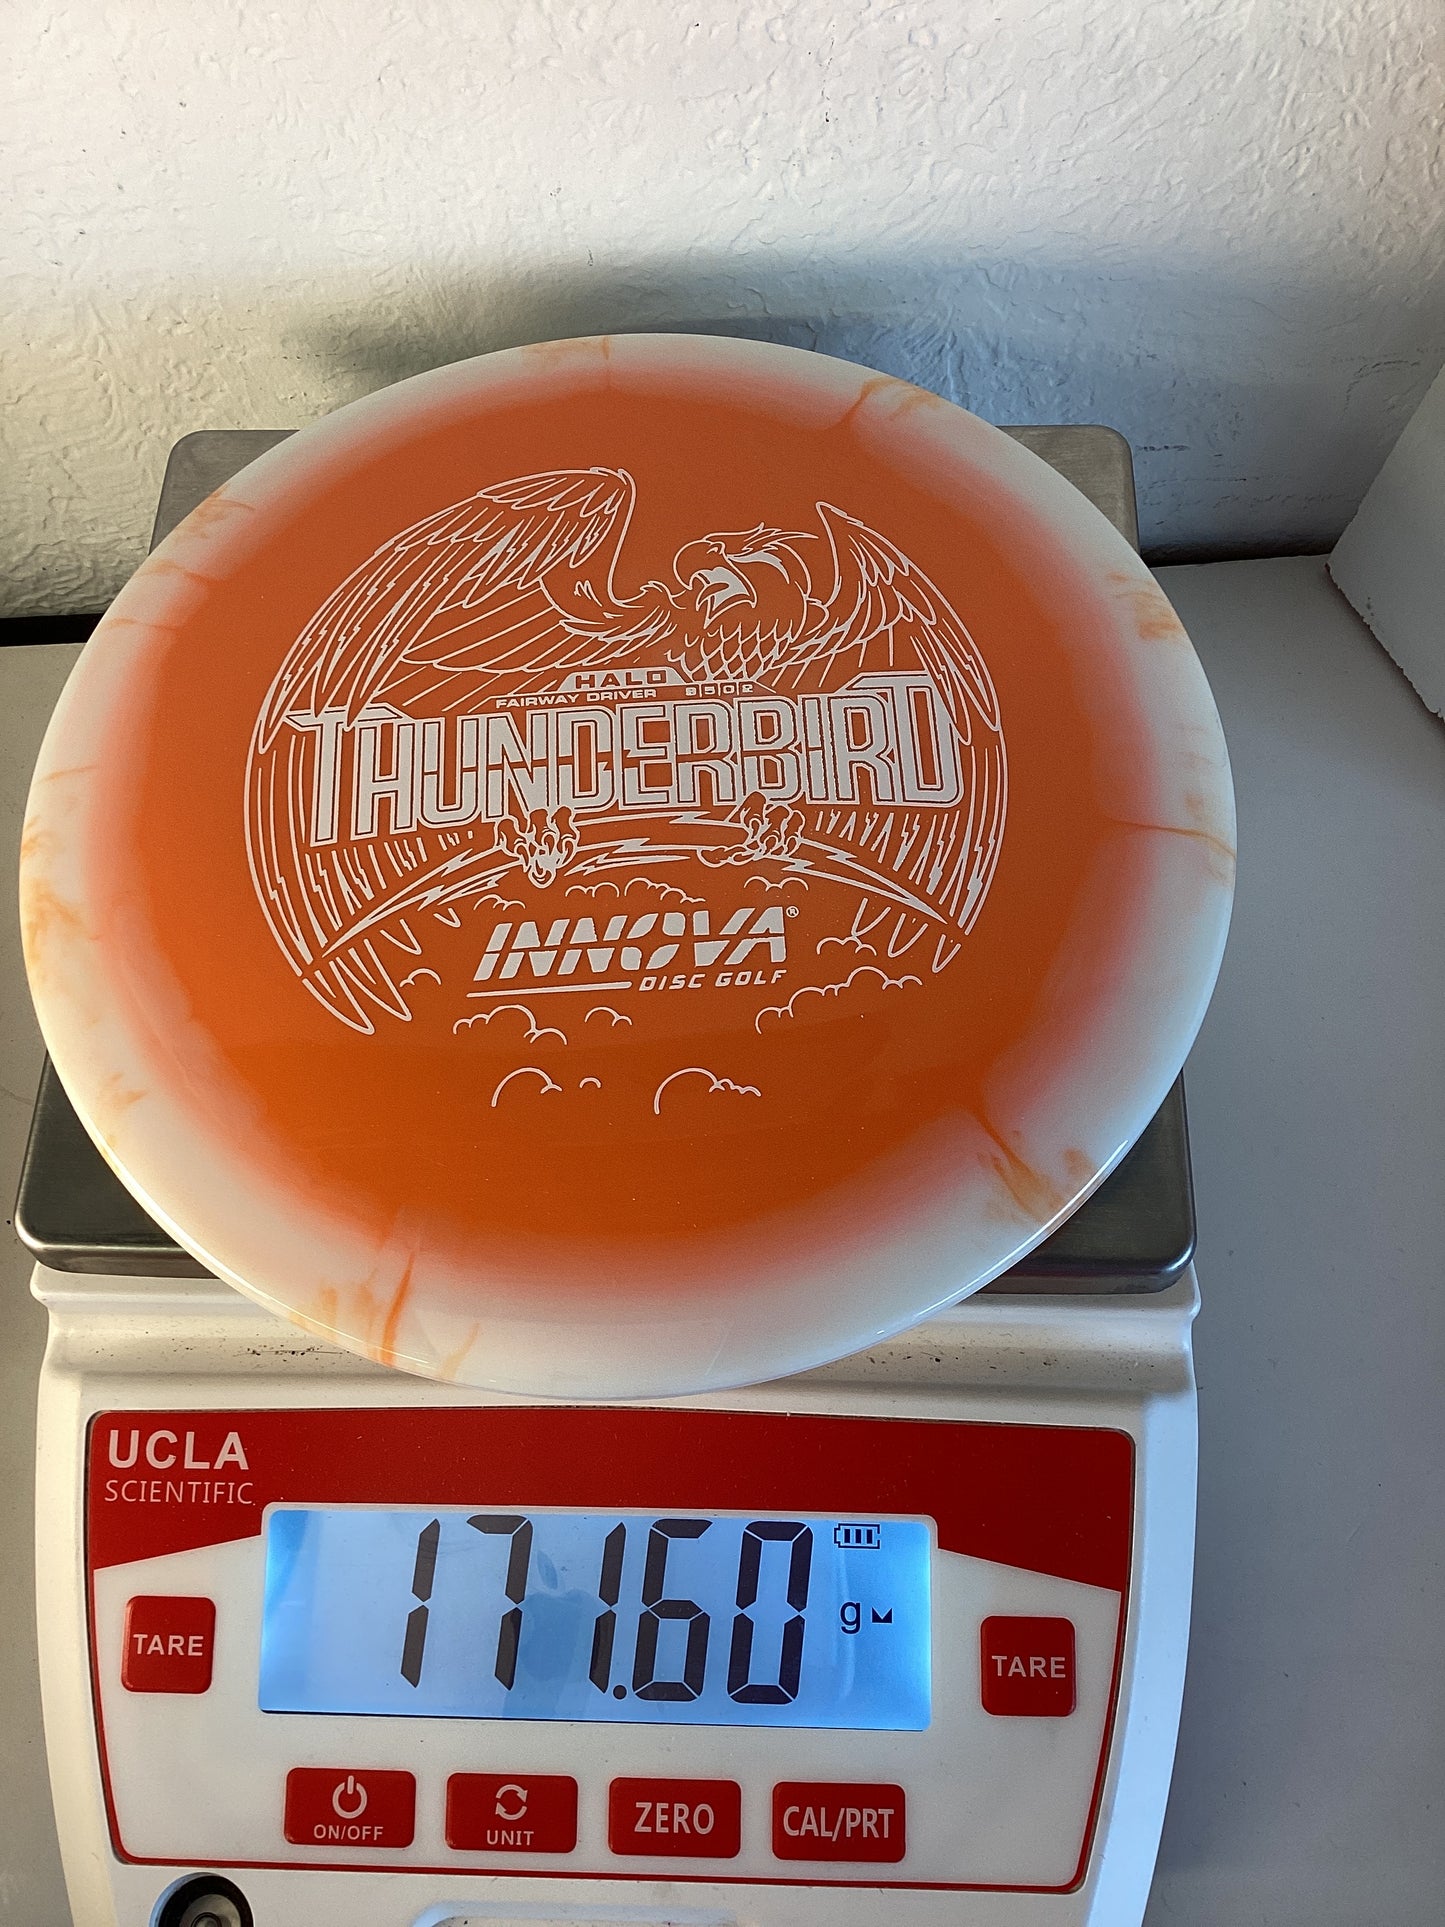 HALO
FAIRWAY DRIVER 9 5 0 2
THUNDERBIRD
INNOVA®
DISC GOLF
UCLA
SCIENTIFIC
171.60 g
TARE
TARE
ON/OFF
UNIT
ZERO
CAL/PRT